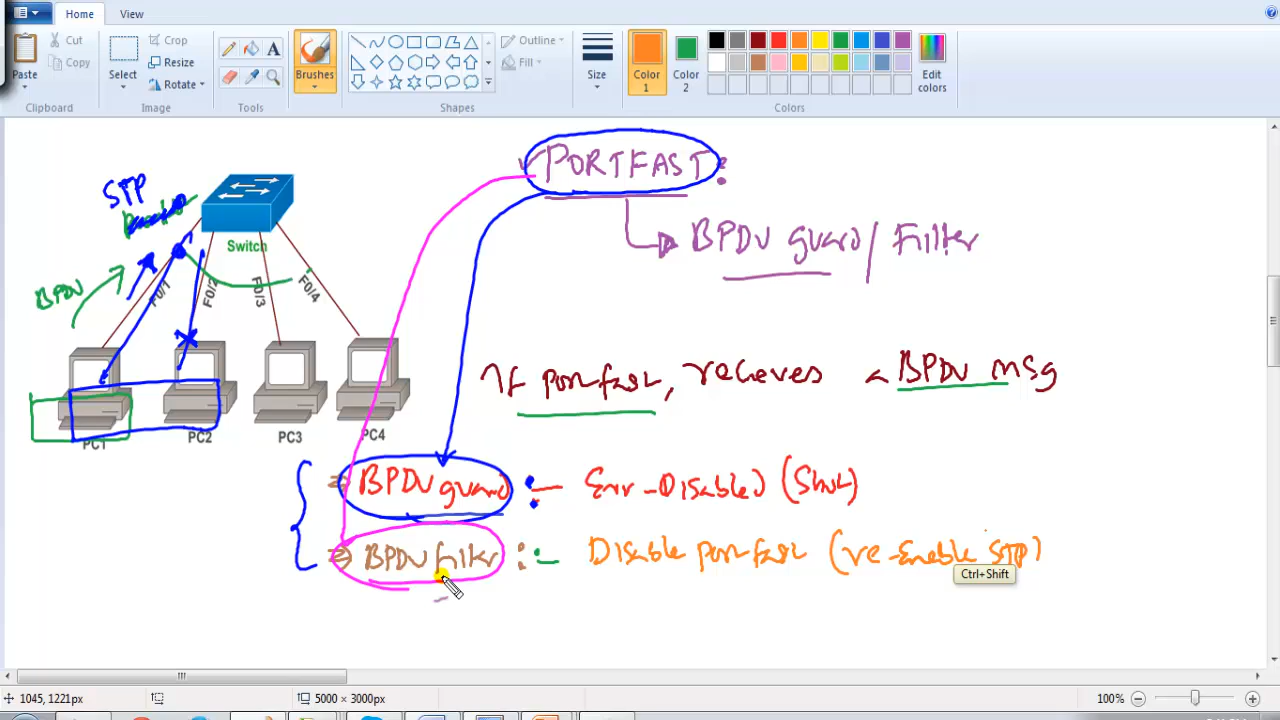 Home
View
Paste
Cut
Copy
Clipboard
Select
Crop
Resize
Rotate
Image
A
Tools
Brushes
Outline
Fill
Shapes
Size
Color
1
Color
2
Edit
colors
Colors
PORTFAST:
BPDU guard / Filter
STP
Switch
BPDU
F0/1
F0/2
F0/3
F0/4
PC1
PC2
PC3
PC4
If portfast, recieves a BPDU msg
BPDU guard :- Err-Disabled (Shut)
BPDU filter :- Disable portfast (re-Enable STP)
Ctrl+Shift
1045, 1221px
5000 × 3000px
100%